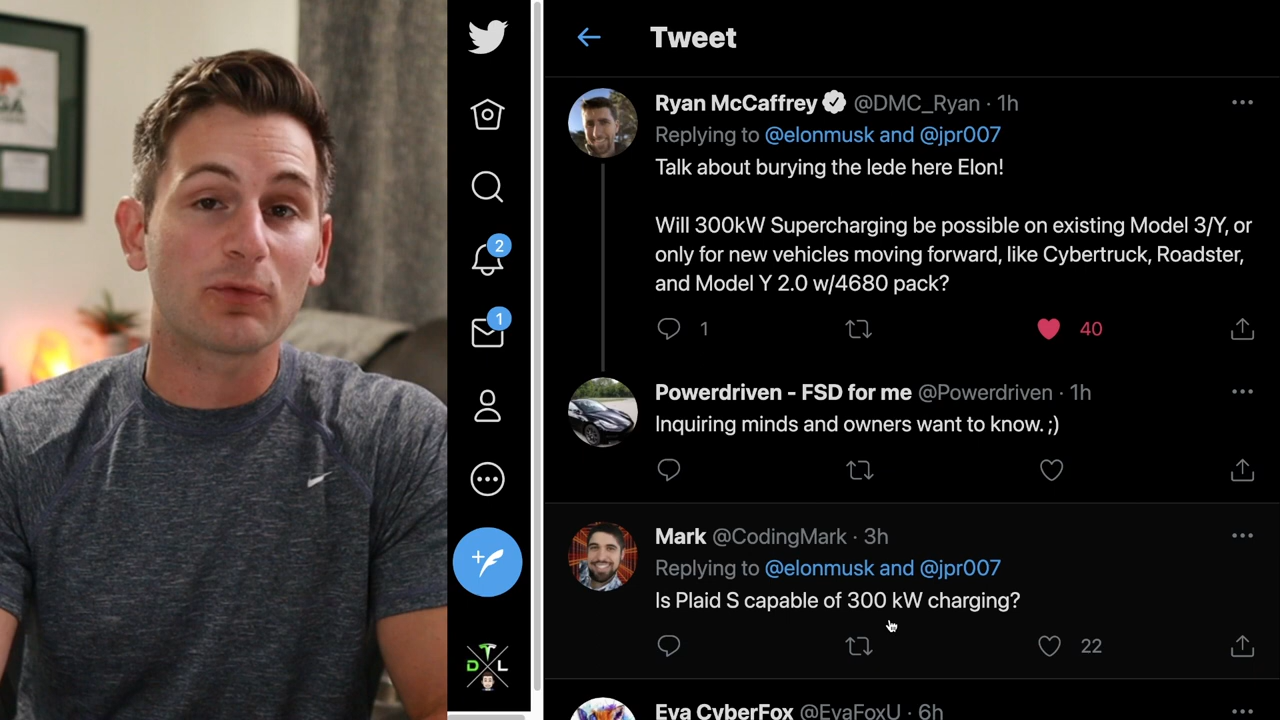 Tweet
Ryan McCaffrey @DMC_Ryan · 1h
Replying to @elonmusk and @jpr007
Talk about burying the lede here Elon!
Will 300kW Supercharging be possible on existing Model 3/Y, or
only for new vehicles moving forward, like Cybertruck, Roadster,
and Model Y 2.0 w/4680 pack?
1
40
Powerdriven - FSD for me @Powerdriven · 1h
Inquiring minds and owners want to know. ;)
Mark @CodingMark · 3h
Replying to @elonmusk and @jpr007
Is Plaid S capable of 300 kW charging?
22
Eva CyberFox @EvaFoxU · 6h
2
1
D L